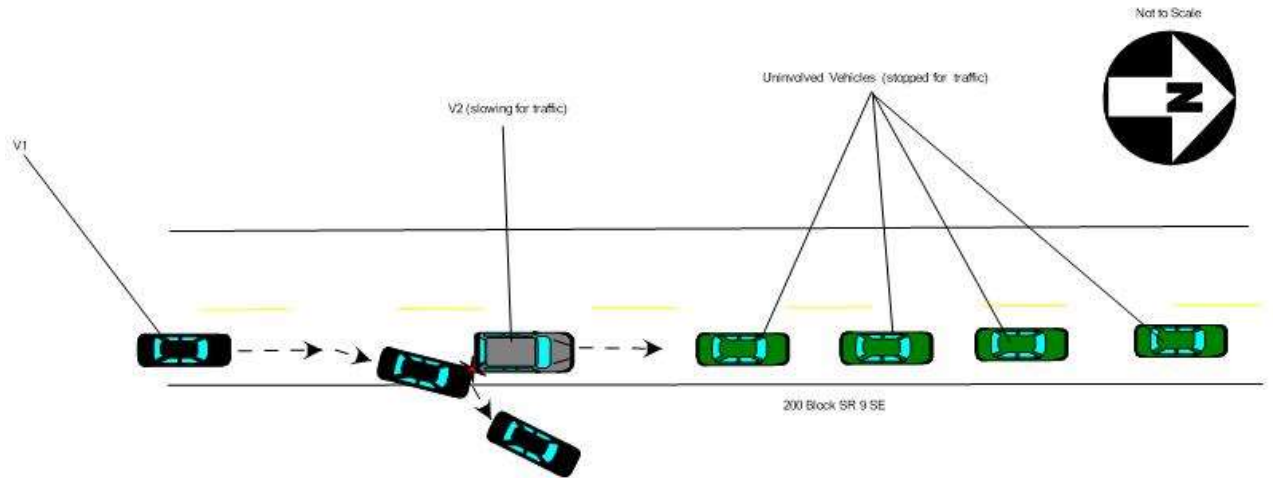 Not to Scale
N
Uninvolved Vehicles (stopped for traffic)
V2 (slowing for traffic)
V1
200 Block SR 9 SE